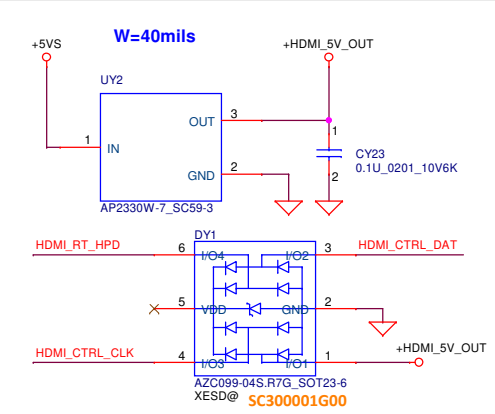 W=40mils
+5VS
+HDMI_5V_OUT
UY2
3
OUT
1
1
IN
CY23
0.1U_0201_10V6K
2
GND
2
AP2330W-7_SC59-3
DY1
HDMI_RT_HPD
6
3
HDMI_CTRL_DAT
I/O4
I/O2
5
VDD
GND
2
+HDMI_5V_OUT
HDMI_CTRL_CLK
4
1
I/O3
I/O1
AZC099-04S.R7G_SOT23-6
XESD@ SC300001G00